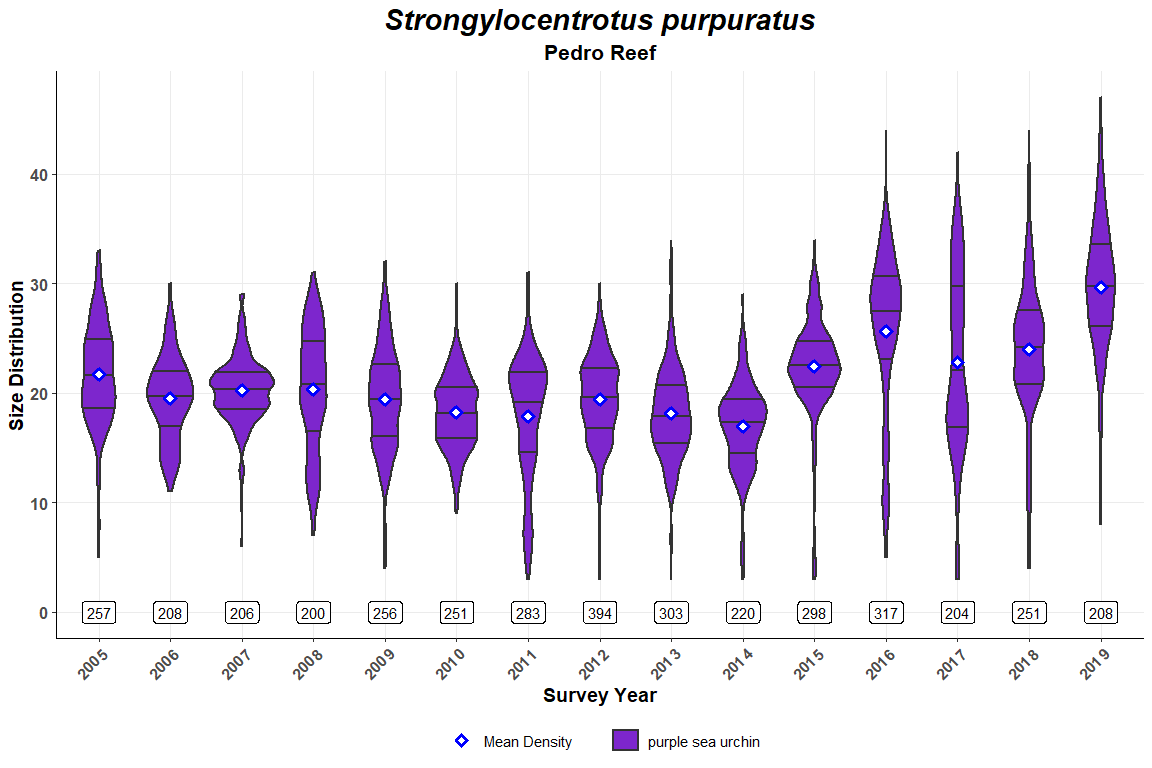 Strongylocentrotus purpuratus
Pedro Reef
Size Distribution
40
30
20
10
0
257 208 206 200 256 251 283 394 303 220 298 317 204 251 208
2005 2006 2007 2008 2009 2010 2011 2012 2013 2014 2015 2016 2017 2018 2019
Survey Year
Mean Density purple sea urchin